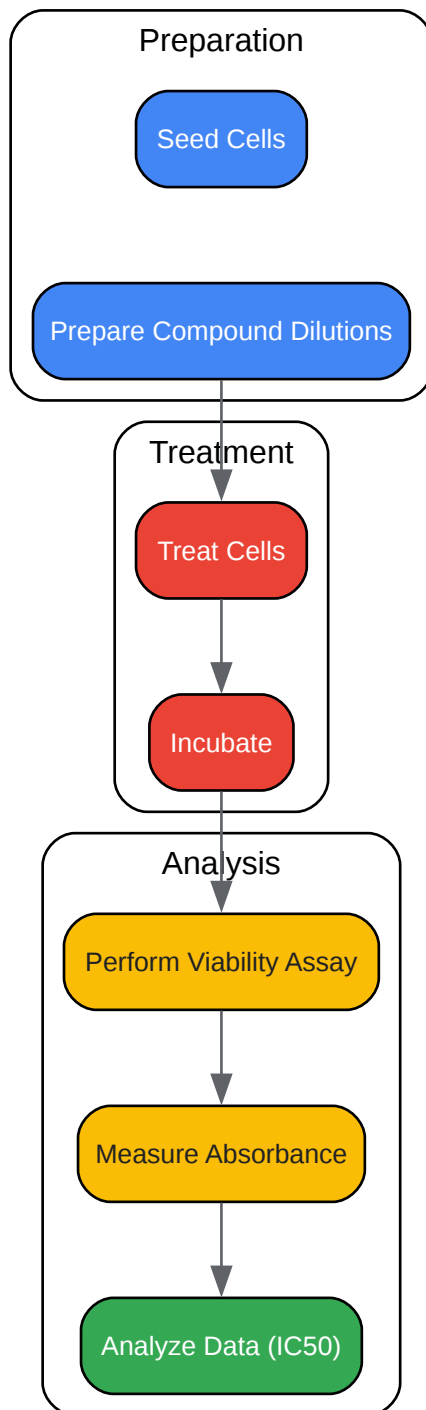 Preparation
Seed Cells
Prepare Compound Dilutions
Treatment
Treat Cells
Incubate
Analysis
Perform Viability Assay
Measure Absorbance
Analyze Data (IC50)